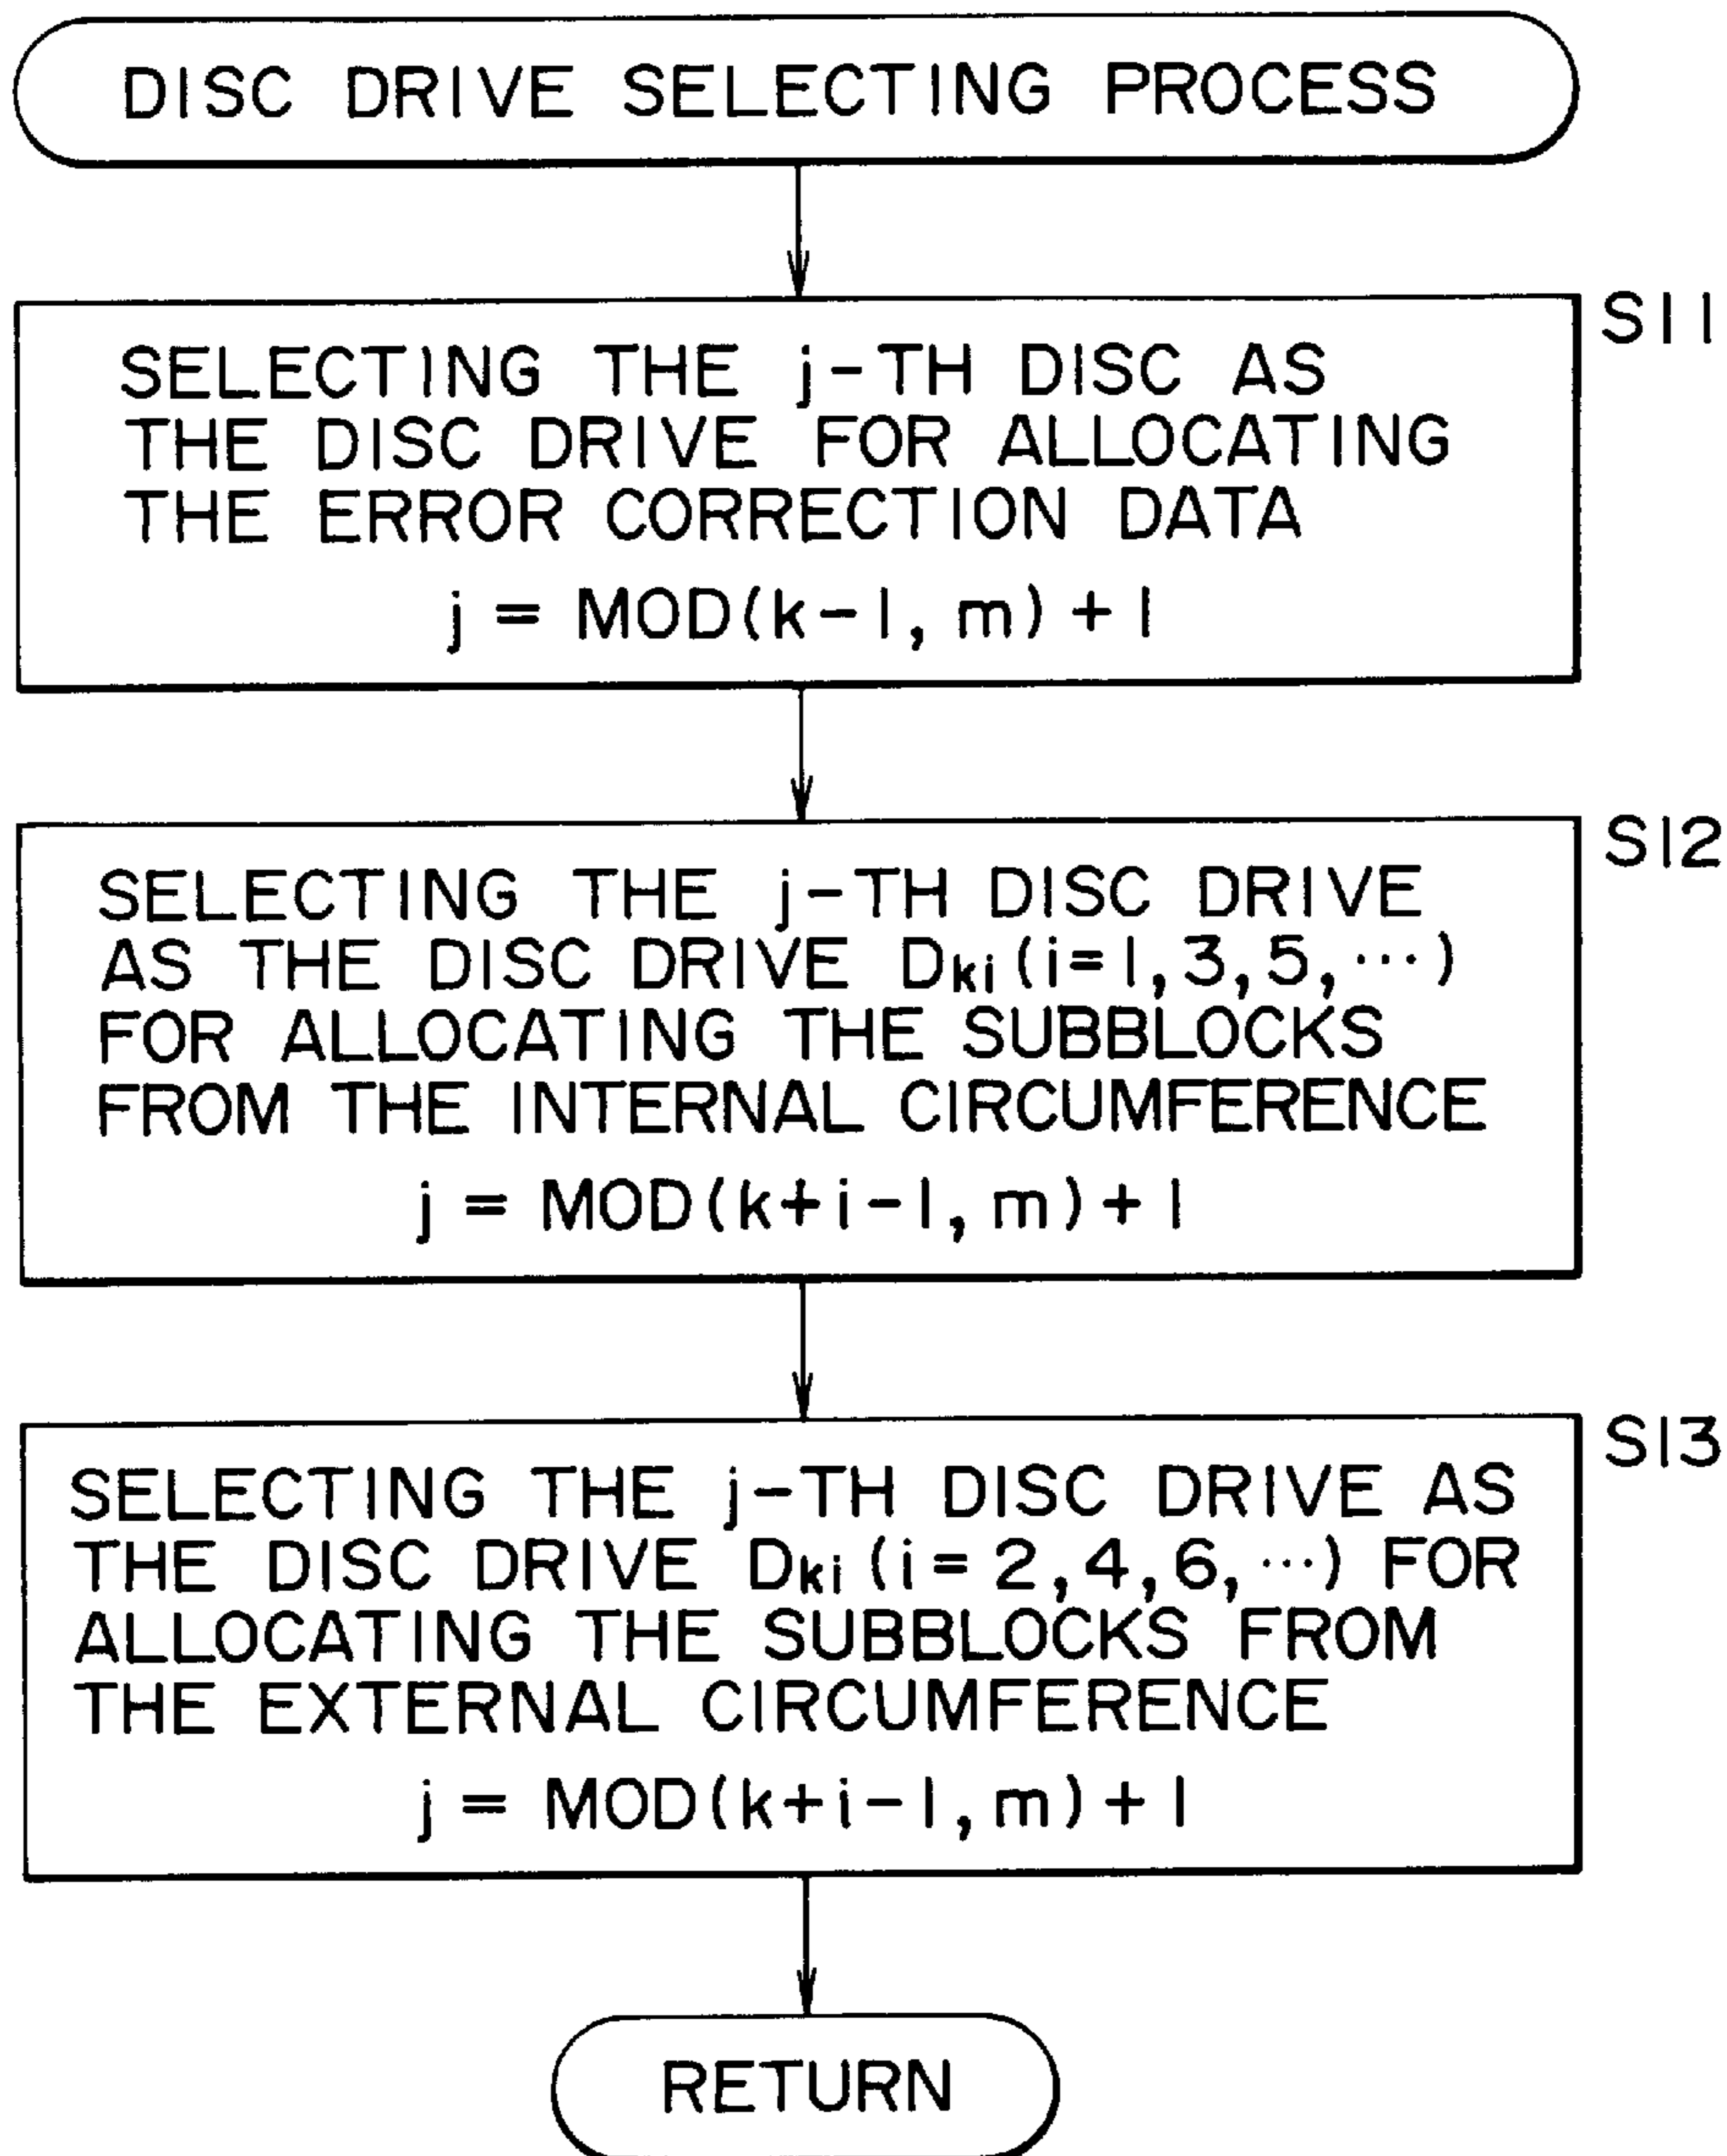 DISC DRIVE SELECTING PROCESS
S11
SELECTING THE j-TH DISC AS
THE DISC DRIVE FOR ALLOCATING
THE ERROR CORRECTION DATA
j = MOD(k-1, m) + 1
S12
SELECTING THE j-TH DISC DRIVE
AS THE DISC DRIVE Dki (i=1, 3, 5, ··· )
FOR ALLOCATING THE SUBBLOCKS
FROM THE INTERNAL CIRCUMFERENCE
j = MOD(k+i-1, m) + 1
S13
SELECTING THE j-TH DISC DRIVE AS
THE DISC DRIVE Dki (i = 2, 4, 6, ···) FOR
ALLOCATING THE SUBBLOCKS FROM
THE EXTERNAL CIRCUMFERENCE
j = MOD(k+i-1, m) + 1
RETURN